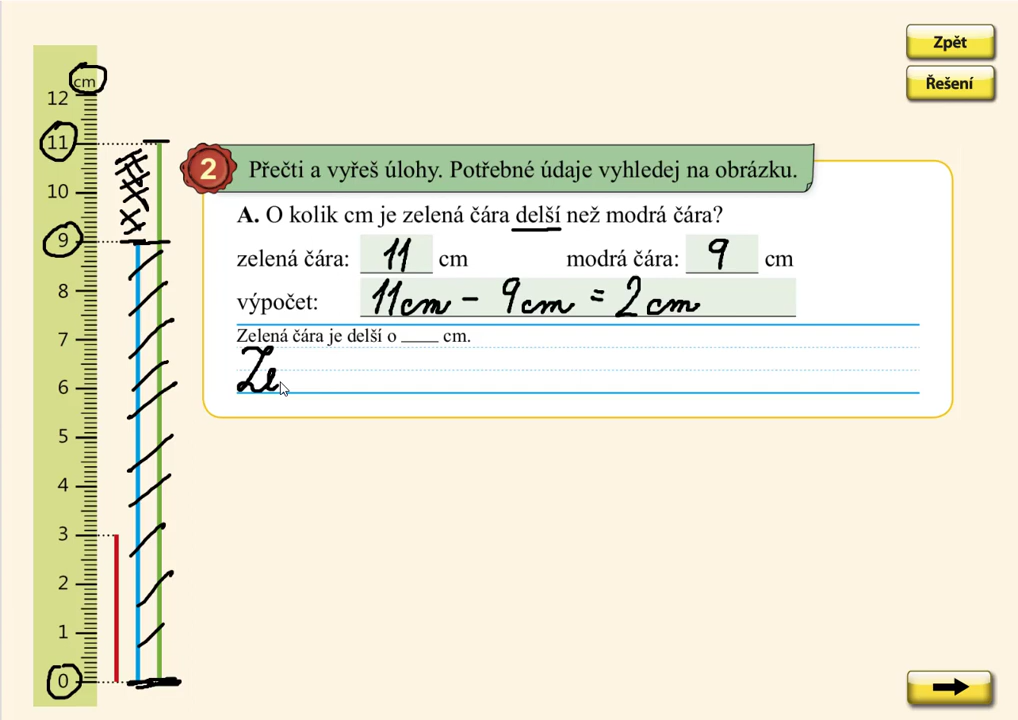 Zpět
Řešení
cm
12
11
10
9
8
7
6
5
4
3
2
1
0
2 Přečti a vyřeš úlohy. Potřebné údaje vyhledej na obrázku.
A. O kolik cm je zelená čára delší než modrá čára?
zelená čára: 11 cm modrá čára: 9 cm
výpočet: 11cm - 9cm = 2cm
Zelená čára je delší o ____ cm.
Ze